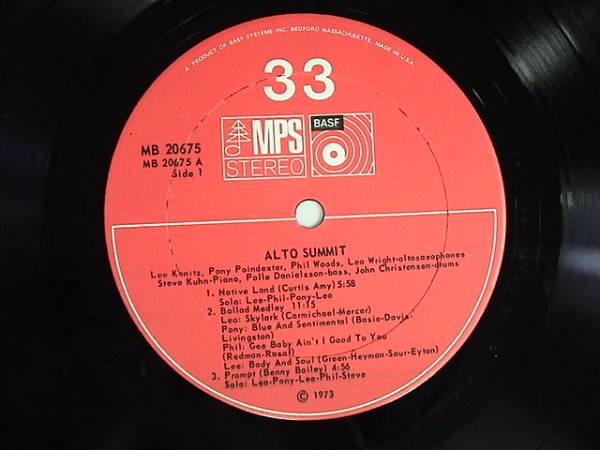 A PRODUCT OF BASF SYSTEMS INC. BEDFORD MASSACHUSETTS, MADE IN U.S.A.
33
MPS
STEREO
BASF
MB 20675
MB 20675 A
Side 1
ALTO SUMMIT
Lee Konitz, Pony Poindexter, Phil Woods, Leo Wright-altosaxophones
Steve Kuhn-Piano, Palle Danielsson-bass, John Christensen-drums
1. Native Land (Curtis Amy) 5:58
Solo: Lee-Phil-Pony-Leo
2. Ballad Medley 11:15
Leo: Skylark (Carmichael-Mercer)
Pony: Blue And Sentimental (Basie-Davis-
Livingston)
Phil: Gee Baby Ain't I Good To You
(Redman-Rosaf)
Lee: Body And Soul (Green-Heyman-Sour-Eyton)
3. Prompt (Benny Bailey) 4:56
Solo: Leo-Pony-Lee-Phil-Steve
© 1973